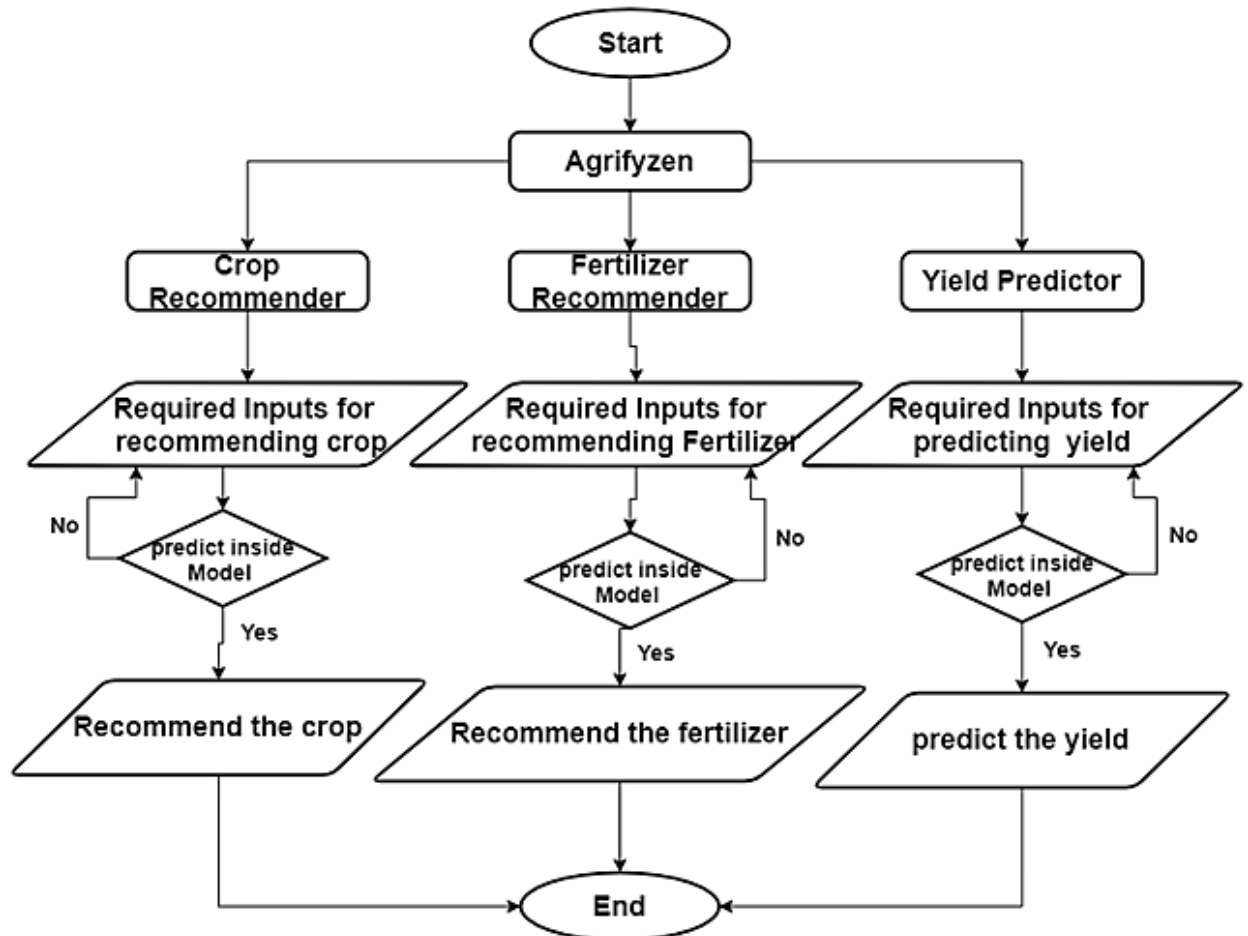 Start
Agrifyzen
Crop
Recommender
Fertilizer
Recommender
Yield Predictor
Required Inputs for
recommending crop
Required Inputs for
recommending Fertilizer
Required Inputs for
predicting yield
No
predict inside
Model
No
predict inside
Model
No
predict inside
Model
Yes
Yes
Yes
Recommend the crop
Recommend the fertilizer
predict the yield
End